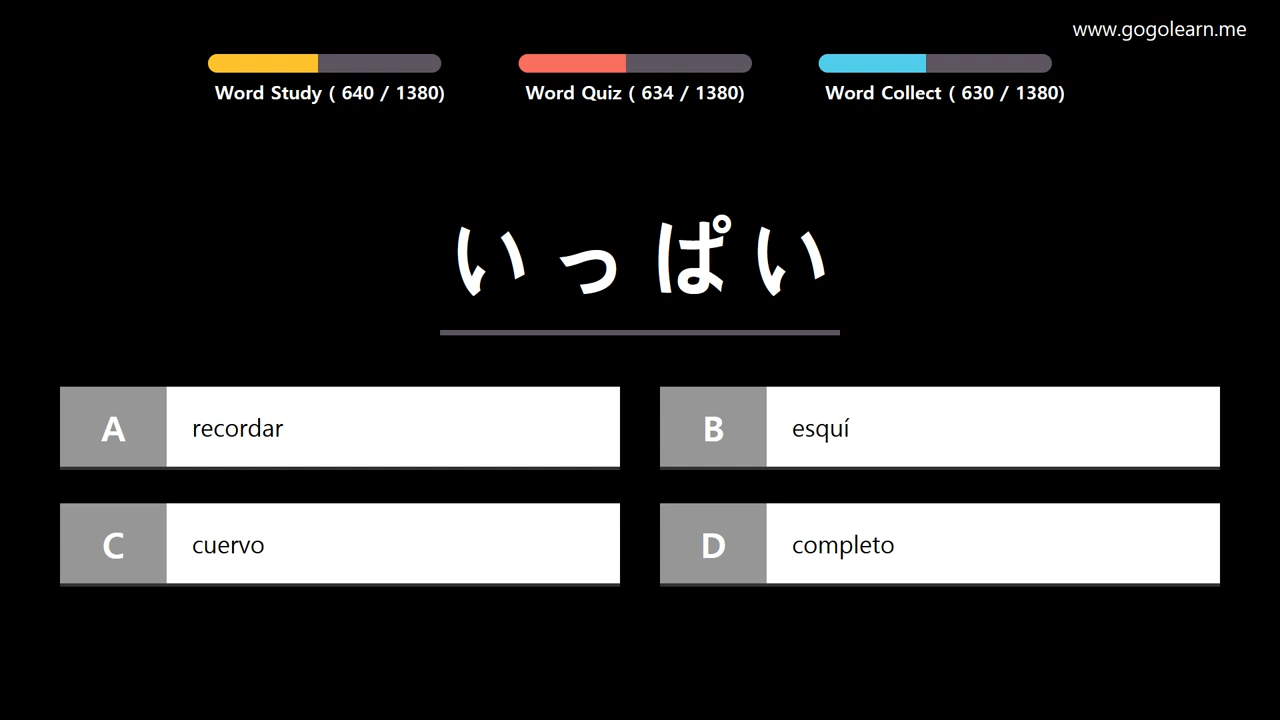 www.gogolearn.me
Word Study ( 640 / 1380)
Word Quiz ( 634 / 1380)
Word Collect ( 630 / 1380)
いっぱい
A recordar
B esquí
C cuervo
D completo